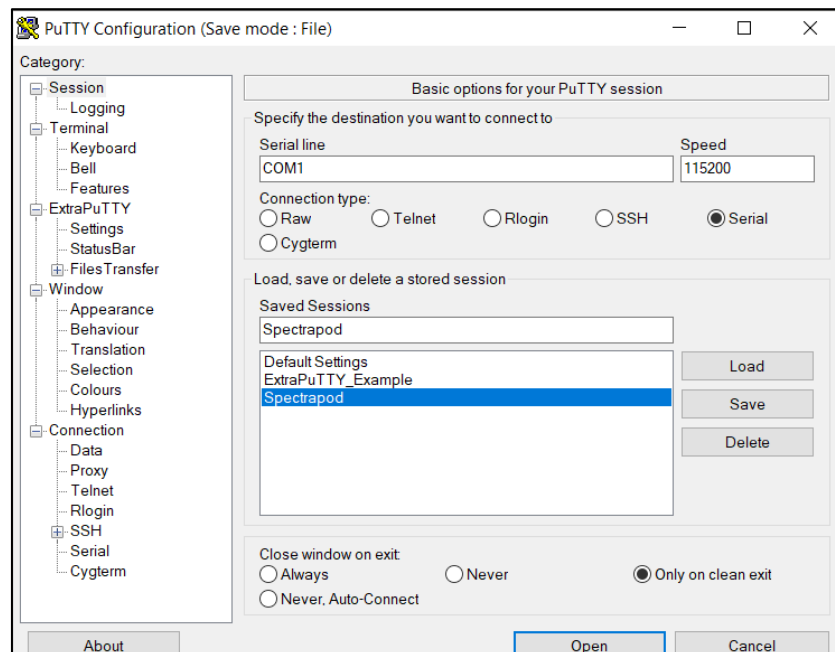 PuTTY Configuration (Save mode : File)
Category:
Session
Logging
Terminal
Keyboard
Bell
Features
ExtraPuTTY
Settings
StatusBar
FilesTransfer
Window
Appearance
Behaviour
Translation
Selection
Colours
Hyperlinks
Connection
Data
Proxy
Telnet
Rlogin
SSH
Serial
Cygterm
Basic options for your PuTTY session
Specify the destination you want to connect to
Serial line Speed
COM1 115200
Connection type:
Raw Telnet Rlogin SSH Serial
Cygterm
Load, save or delete a stored session
Saved Sessions
Spectrapod
Default Settings
ExtraPuTTY_Example
Spectrapod
Load
Save
Delete
Close window on exit:
Always Never Only on clean exit
Never, Auto-Connect
About Open Cancel